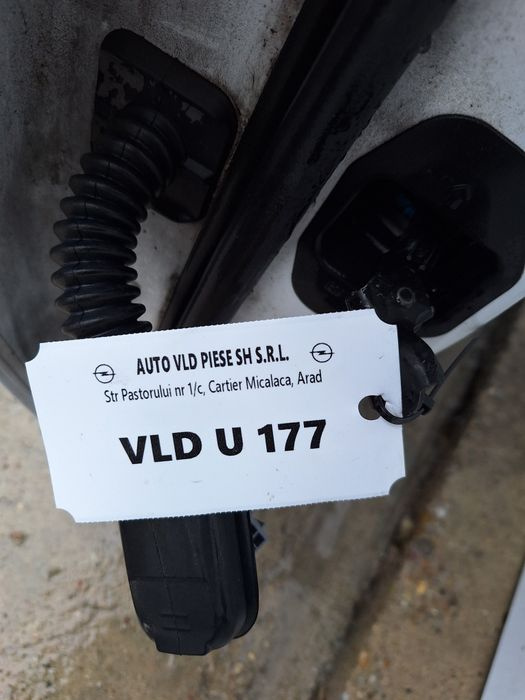 AUTO VLD PIESE SH S.R.L.
Str Pastorului nr 1/c, Cartier Micalaca, Arad
VLD U 177